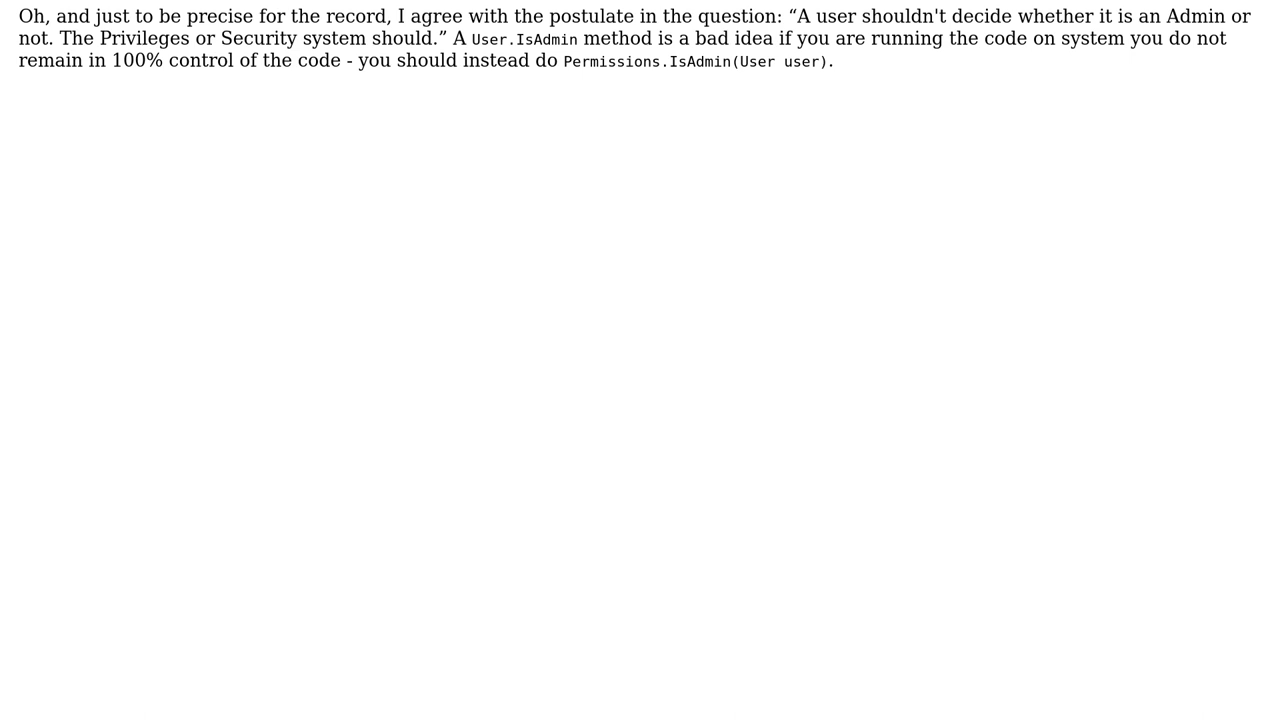 Oh, and just to be precise for the record, I agree with the postulate in the question: “A user shouldn't decide whether it is an Admin or
not. The Privileges or Security system should.” A User.IsAdmin method is a bad idea if you are running the code on system you do not
remain in 100% control of the code - you should instead do Permissions.IsAdmin(User user).